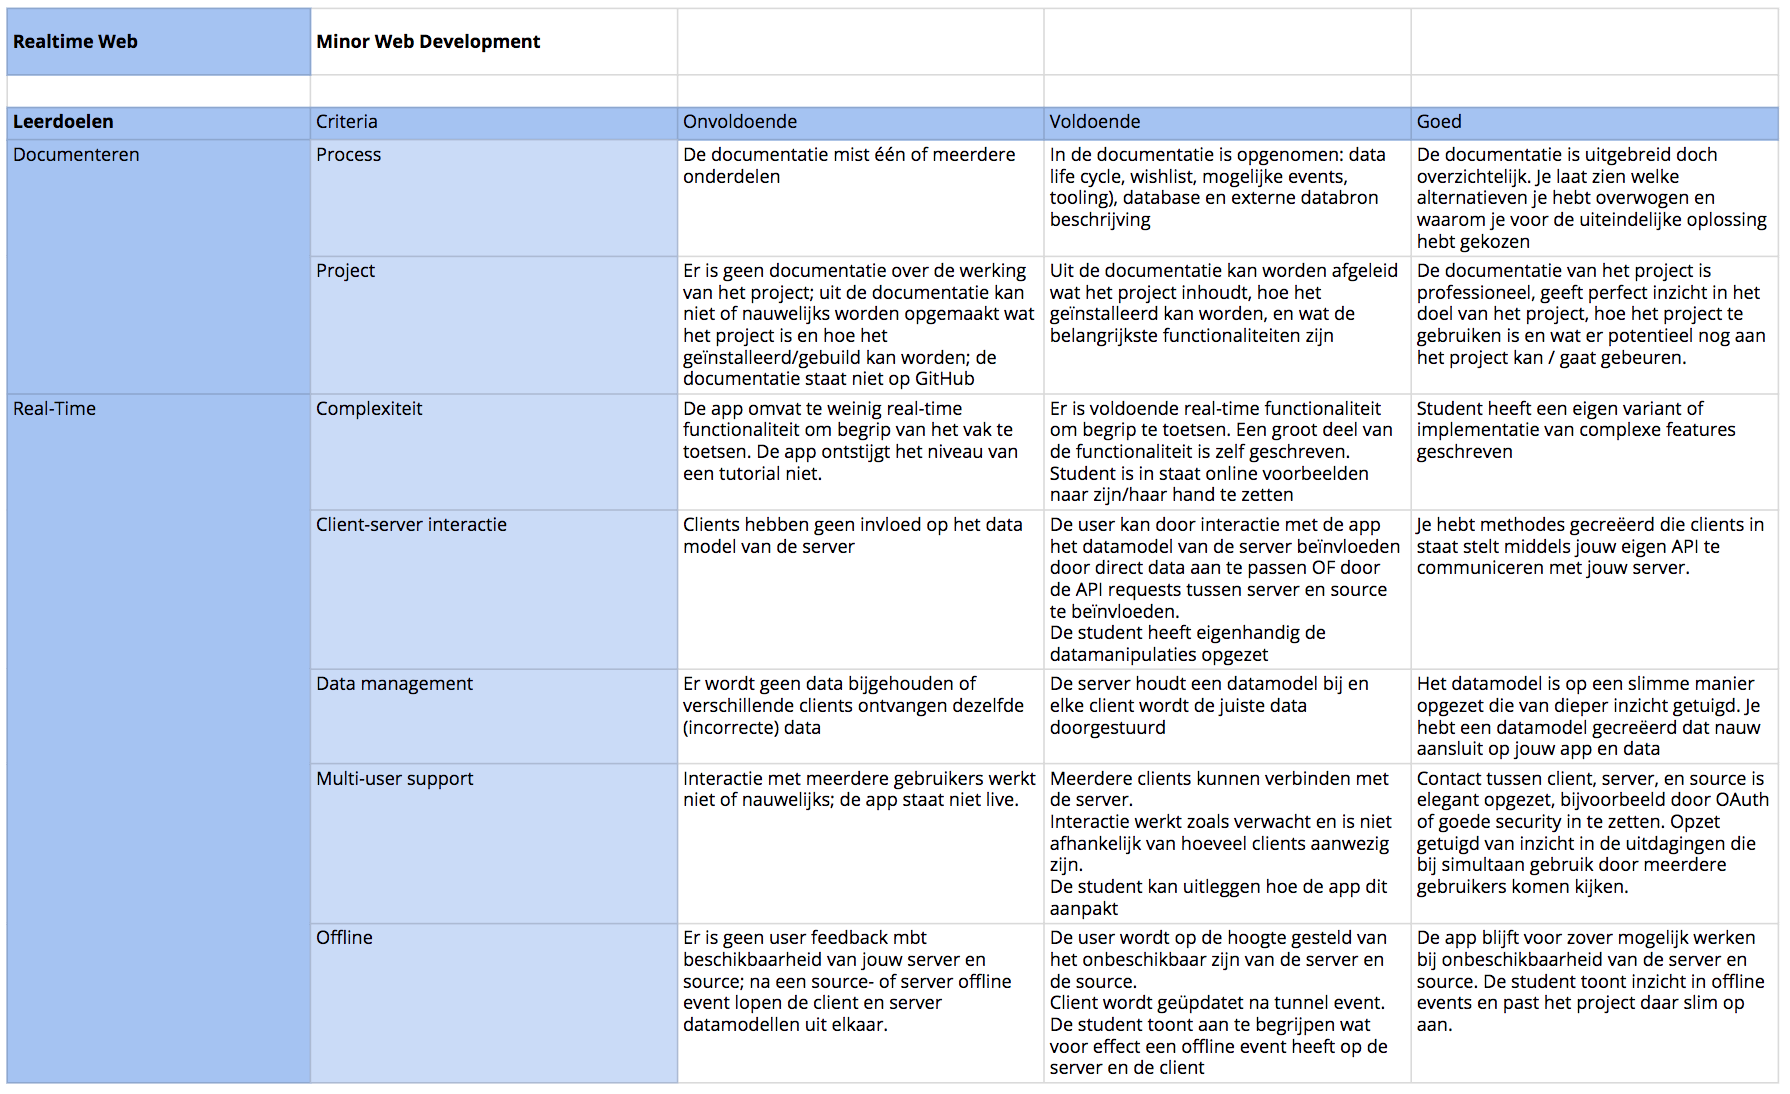 Realtime Web
Minor Web Development
Leerdoelen
Criteria
Onvoldoende
Voldoende
Goed
Documenteren
Process
De documentatie mist één of meerdere
onderdelen
In de documentatie is opgenomen: data
life cycle, wishlist, mogelijke events,
tooling), database en externe databron
beschrijving
De documentatie is uitgebreid doch
overzichtelijk. Je laat zien welke
alternatieven je hebt overwogen en
waarom je voor de uiteindelijke oplossing
hebt gekozen
Project
Er is geen documentatie over de werking
van het project; uit de documentatie kan
niet of nauwelijks worden opgemaakt wat
het project is en hoe het
geïnstalleerd/gebuild kan worden; de
documentatie staat niet op GitHub
Uit de documentatie kan worden afgeleid
wat het project inhoudt, hoe het
geïnstalleerd kan worden, en wat de
belangrijkste functionaliteiten zijn
De documentatie van het project is
professioneel, geeft perfect inzicht in het
doel van het project, hoe het project te
gebruiken is en wat er potentieel nog aan
het project kan / gaat gebeuren.
Real-Time
Complexiteit
De app omvat te weinig real-time
functionaliteit om begrip van het vak te
toetsen. De app ontstijgt het niveau van
een tutorial niet.
Er is voldoende real-time functionaliteit
om begrip te toetsen. Een groot deel van
de functionaliteit is zelf geschreven.
Student is in staat online voorbeelden
naar zijn/haar hand te zetten
Student heeft een eigen variant of
implementatie van complexe features
geschreven
Client-server interactie
Clients hebben geen invloed op het data
model van de server
De user kan door interactie met de app
het datamodel van de server beïnvloeden
door direct data aan te passen OF door
de API requests tussen server en source
te beïnvloeden.
De student heeft eigenhandig de
datamanipulaties opgezet
Je hebt methodes gecreëerd die clients in
staat stelt middels jouw eigen API te
communiceren met jouw server.
Data management
Er wordt geen data bijgehouden of
verschillende clients ontvangen dezelfde
(incorrecte) data
De server houdt een datamodel bij en
elke client wordt de juiste data
doorgestuurd
Het datamodel is op een slimme manier
opgezet die van dieper inzicht getuigd. Je
hebt een datamodel gecreëerd dat nauw
aansluit op jouw app en data
Multi-user support
Interactie met meerdere gebruikers werkt
niet of nauwelijks; de app staat niet live.
Meerdere clients kunnen verbinden met
de server.
Interactie werkt zoals verwacht en is niet
afhankelijk van hoeveel clients aanwezig
zijn.
De student kan uitleggen hoe de app dit
aanpakt
Contact tussen client, server, en source is
elegant opgezet, bijvoorbeeld door OAuth
of goede security in te zetten. Opzet
getuigd van inzicht in de uitdagingen die
bij simultaan gebruik door meerdere
gebruikers komen kijken.
Offline
Er is geen user feedback mbt
beschikbaarheid van jouw server en
source; na een source- of server offline
event lopen de client en server
datamodellen uit elkaar.
De user wordt op de hoogte gesteld van
het onbeschikbaar zijn van de server en
de source.
Client wordt geüpdatet na tunnel event.
De student toont aan te begrijpen wat
voor effect een offline event heeft op de
server en de client
De app blijft voor zover mogelijk werken
bij onbeschikbaarheid van de server en
source. De student toont inzicht in offline
events en past het project daar slim op
aan.